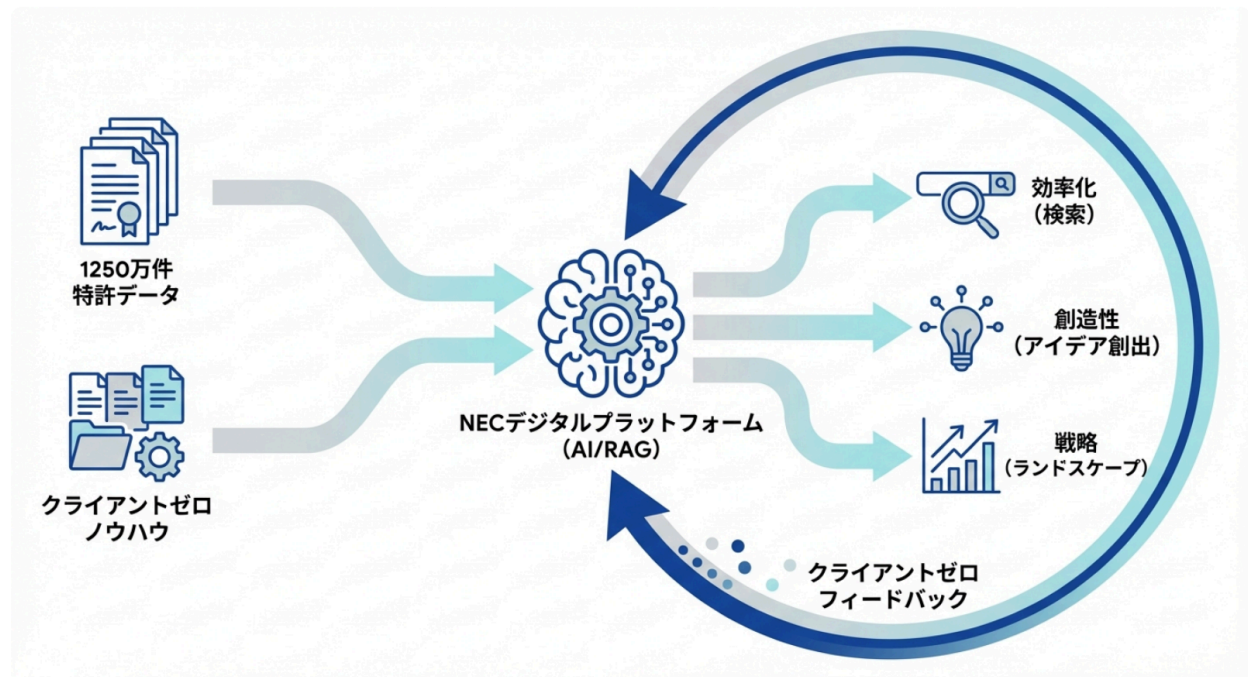 1250万件
特許データ
クライアントゼロ
ノウハウ
NECデジタルプラットフォーム
（AI/RAG）
効率化
（検索）
創造性
（アイデア創出）
戦略
（ランドスケープ）
クライアントゼロ
フィードバック